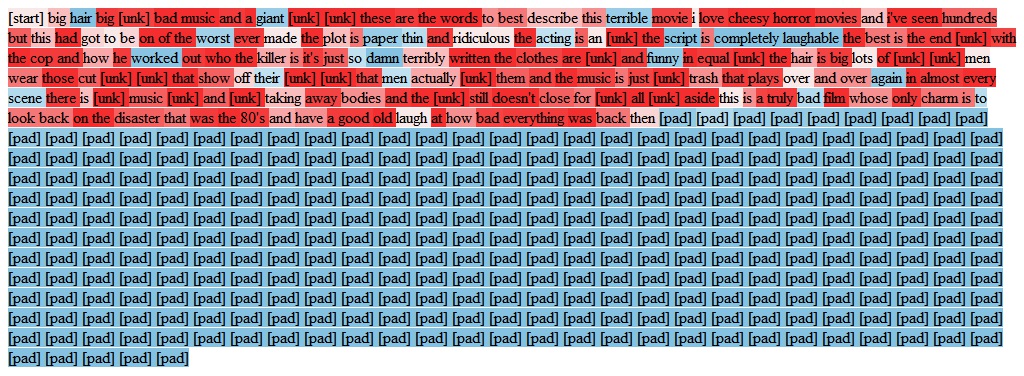 [start] big hair big [unk] bad music and a giant [unk] [unk] these are the words to best describe this terrible movie i love cheesy horror movies and i've seen hundreds
but this had got to be on of the worst ever made the plot is paper thin and ridiculous the acting is an [unk] the script is completely laughable the best is the end [unk] with
the cop and how he worked out who the killer is it's just so damn terribly written the clothes are [unk] and funny in equal [unk] the hair is big lots of [unk] [unk] men
wear those cut [unk] [unk] that show off their [unk] [unk] that men actually [unk] them and the music is just [unk] trash that plays over and over again in almost every
scene there is [unk] music [unk] and [unk] taking away bodies and the [unk] still doesn't close for [unk] all [unk] aside this is a truly bad film whose only charm is to
look back on the disaster that was the 80's and have a good old laugh at how bad everything was back then [pad] [pad] [pad] [pad] [pad] [pad] [pad] [pad] [pad]
[pad] [pad] [pad] [pad] [pad] [pad] [pad] [pad] [pad] [pad] [pad] [pad] [pad] [pad] [pad] [pad] [pad] [pad] [pad] [pad] [pad] [pad] [pad] [pad] [pad] [pad] [pad]
[pad] [pad] [pad] [pad] [pad] [pad] [pad] [pad] [pad] [pad] [pad] [pad] [pad] [pad] [pad] [pad] [pad] [pad] [pad] [pad] [pad] [pad] [pad] [pad] [pad] [pad] [pad]
[pad] [pad] [pad] [pad] [pad] [pad] [pad] [pad] [pad] [pad] [pad] [pad] [pad] [pad] [pad] [pad] [pad] [pad] [pad] [pad] [pad] [pad] [pad] [pad] [pad] [pad] [pad]
[pad] [pad] [pad] [pad] [pad] [pad] [pad] [pad] [pad] [pad] [pad] [pad] [pad] [pad] [pad] [pad] [pad] [pad] [pad] [pad] [pad] [pad] [pad] [pad] [pad] [pad] [pad]
[pad] [pad] [pad] [pad] [pad] [pad] [pad] [pad] [pad] [pad] [pad] [pad] [pad] [pad] [pad] [pad] [pad] [pad] [pad] [pad] [pad] [pad] [pad] [pad] [pad] [pad] [pad]
[pad] [pad] [pad] [pad] [pad] [pad] [pad] [pad] [pad] [pad] [pad] [pad] [pad] [pad] [pad] [pad] [pad] [pad] [pad] [pad] [pad] [pad] [pad] [pad] [pad] [pad] [pad]
[pad] [pad] [pad] [pad] [pad] [pad] [pad] [pad] [pad] [pad] [pad] [pad] [pad] [pad] [pad] [pad] [pad] [pad] [pad] [pad] [pad] [pad] [pad] [pad] [pad] [pad] [pad]
[pad] [pad] [pad] [pad] [pad] [pad] [pad] [pad] [pad] [pad] [pad] [pad] [pad] [pad] [pad] [pad] [pad] [pad] [pad] [pad] [pad] [pad] [pad] [pad] [pad] [pad] [pad]
[pad] [pad] [pad] [pad] [pad] [pad] [pad] [pad] [pad] [pad] [pad] [pad] [pad] [pad] [pad] [pad] [pad] [pad] [pad] [pad] [pad] [pad] [pad] [pad] [pad] [pad] [pad]
[pad] [pad] [pad] [pad] [pad] [pad] [pad] [pad] [pad] [pad] [pad] [pad] [pad] [pad] [pad] [pad] [pad] [pad] [pad] [pad] [pad] [pad] [pad] [pad] [pad] [pad] [pad]
[pad] [pad] [pad] [pad] [pad] [pad] [pad] [pad] [pad] [pad] [pad] [pad] [pad] [pad] [pad] [pad] [pad] [pad] [pad] [pad] [pad] [pad] [pad] [pad] [pad] [pad] [pad]
[pad] [pad] [pad] [pad] [pad]